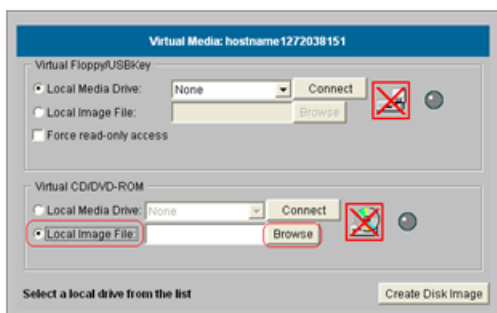 Virtual Media: hostname1272038151
Virtual Floppy/USBKey
Local Media Drive: None Connect
Local Image File: Browse
Force read-only access
Virtual CD/DVD-ROM
Local Media Drive: None Connect
Local Image File: Browse
Select a local drive from the list Create Disk Image